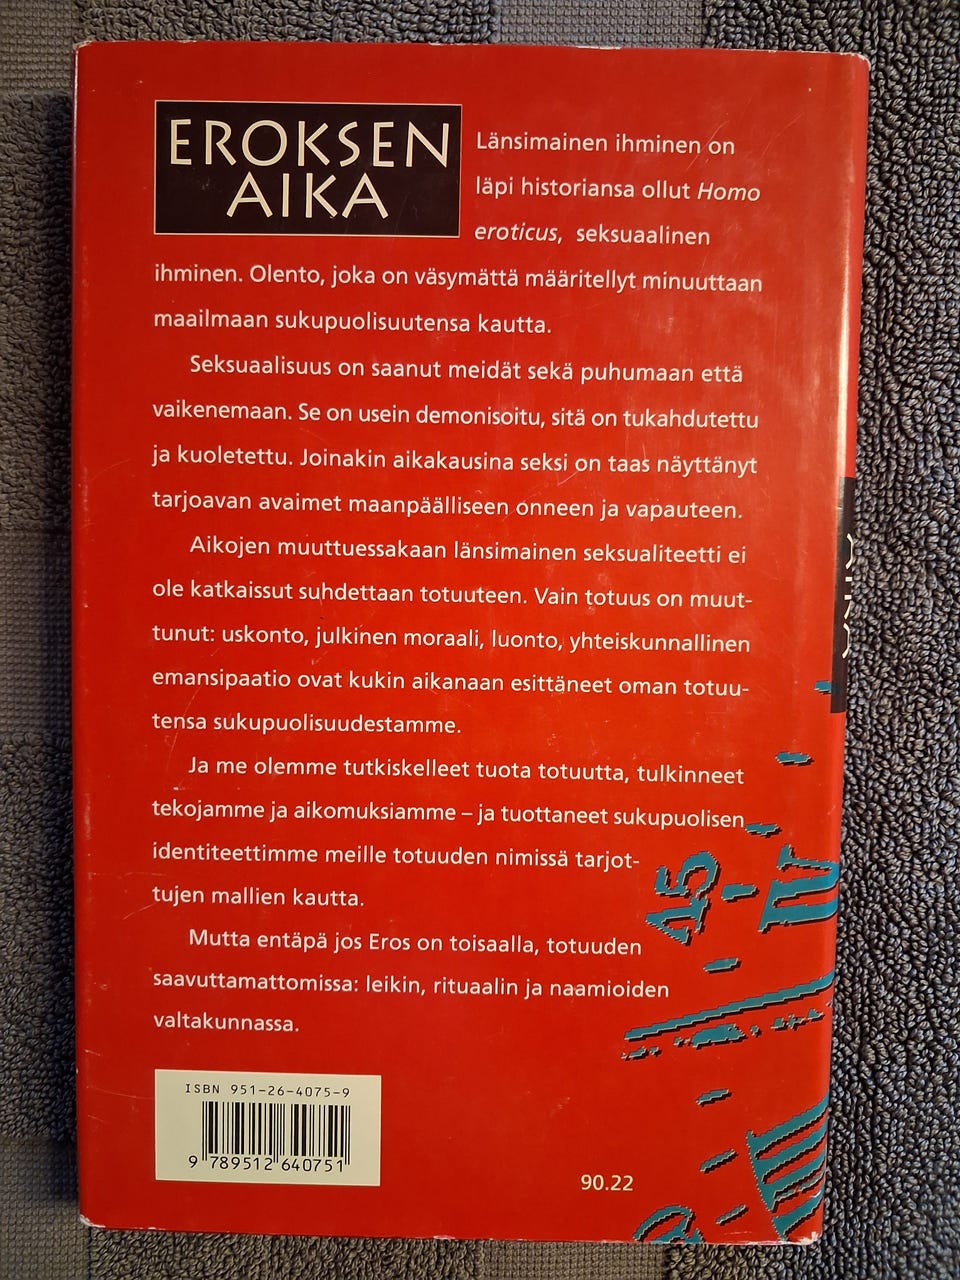 EROKSEN
AIKA
Länsimainen ihminen on
läpi historiansa ollut Homo
eroticus, seksuaalinen
ihminen. Olento, joka on väsymättä määritellyt minuuttaan
maailmaan sukupuolisuutensa kautta.
Seksuaalisuus on saanut meidät sekä puhumaan että
vaikenemaan. Se on usein demonisoitu, sitä on tukahdutettu
ja kuoletettu. Joinakin aikakausina seksi on taas näyttänyt
tarjoavan avaimet maanpäälliseen onneen ja vapauteen.
Aikojen muuttuessakaan länsimainen seksualiteetti ei
ole katkaissut suhdettaan totuuteen. Vain totuus on muut-
tunut: uskonto, julkinen moraali, luonto, yhteiskunnallinen
emansipaatio ovat kukin aikanaan esittäneet oman totuu-
tensa sukupuolisuudestamme.
Ja me olemme tutkiskelleet tuota totuutta, tulkinneet
tekojamme ja aikomuksiamme – ja tuottaneet sukupuolisen
identiteettimme meille totuuden nimissä tarjot-
tujen mallien kautta.
Mutta entäpä jos Eros on toisaalla, totuuden
saavuttamattomissa: leikin, rituaalin ja naamioiden
valtakunnassa.
ISBN 951-26-4075-9
9 789512 640751
90.22
AIKA
15
IV